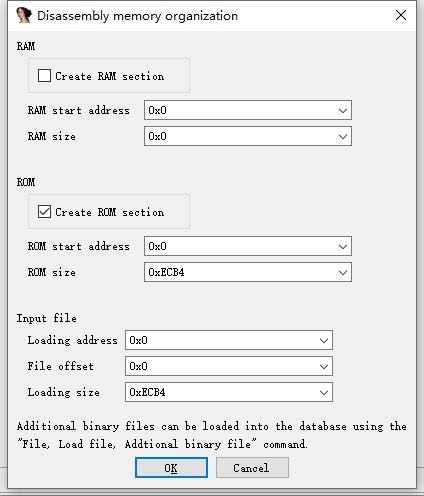 Disassembly memory organization
RAM
Create RAM section
RAM start address 0x0
RAM size 0x0
ROM
Create ROM section
ROM start address 0x0
ROM size 0xECB4
Input file
Loading address 0x0
File offset 0x0
Loading size 0xECB4
Additional binary files can be loaded into the database using the
"File, Load file, Addtional binary file" command.
OK Cancel